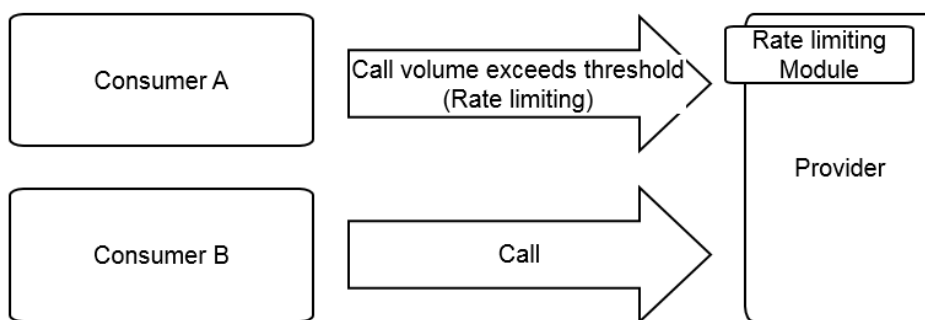 Consumer A
Call volume exceeds threshold
(Rate limiting)
Rate limiting
Module
Provider
Consumer B
Call